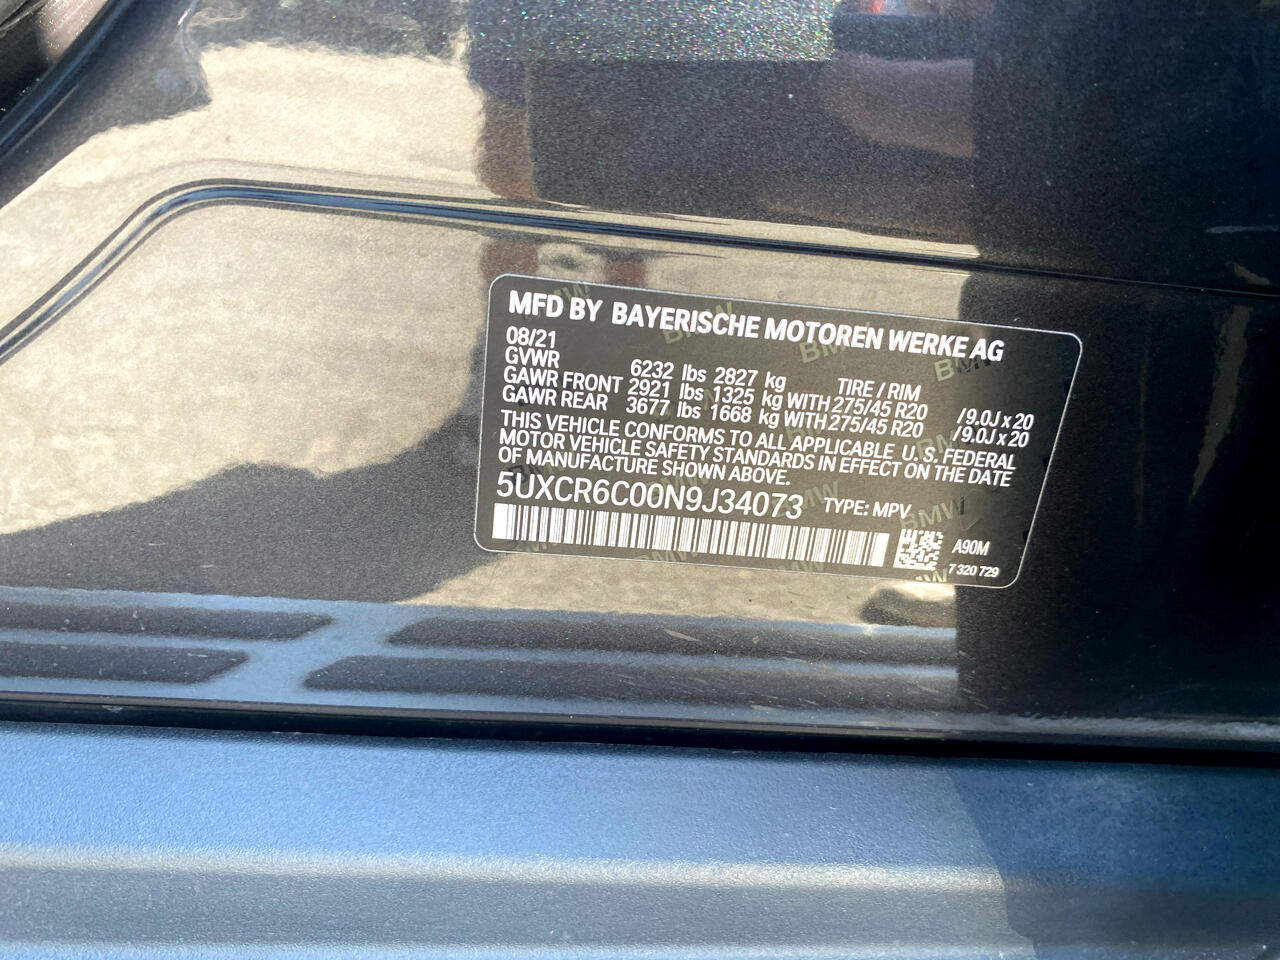 MFD BY BAYERISCHE MOTOREN WERKE AG
08/21
GVWR 6232 lbs 2827 kg TIRE / RIM
GAWR FRONT 2921 lbs 1325 kg WITH 275/45 R20 /9.0J x 20
GAWR REAR 3677 lbs 1668 kg WITH 275/45 R20 /9.0J x 20
THIS VEHICLE CONFORMS TO ALL APPLICABLE U. S. FEDERAL
MOTOR VEHICLE SAFETY STANDARDS IN EFFECT ON THE DATE
OF MANUFACTURE SHOWN ABOVE.
5UXCR6C00N9J34073 TYPE: MPV
A90M
7 320 729